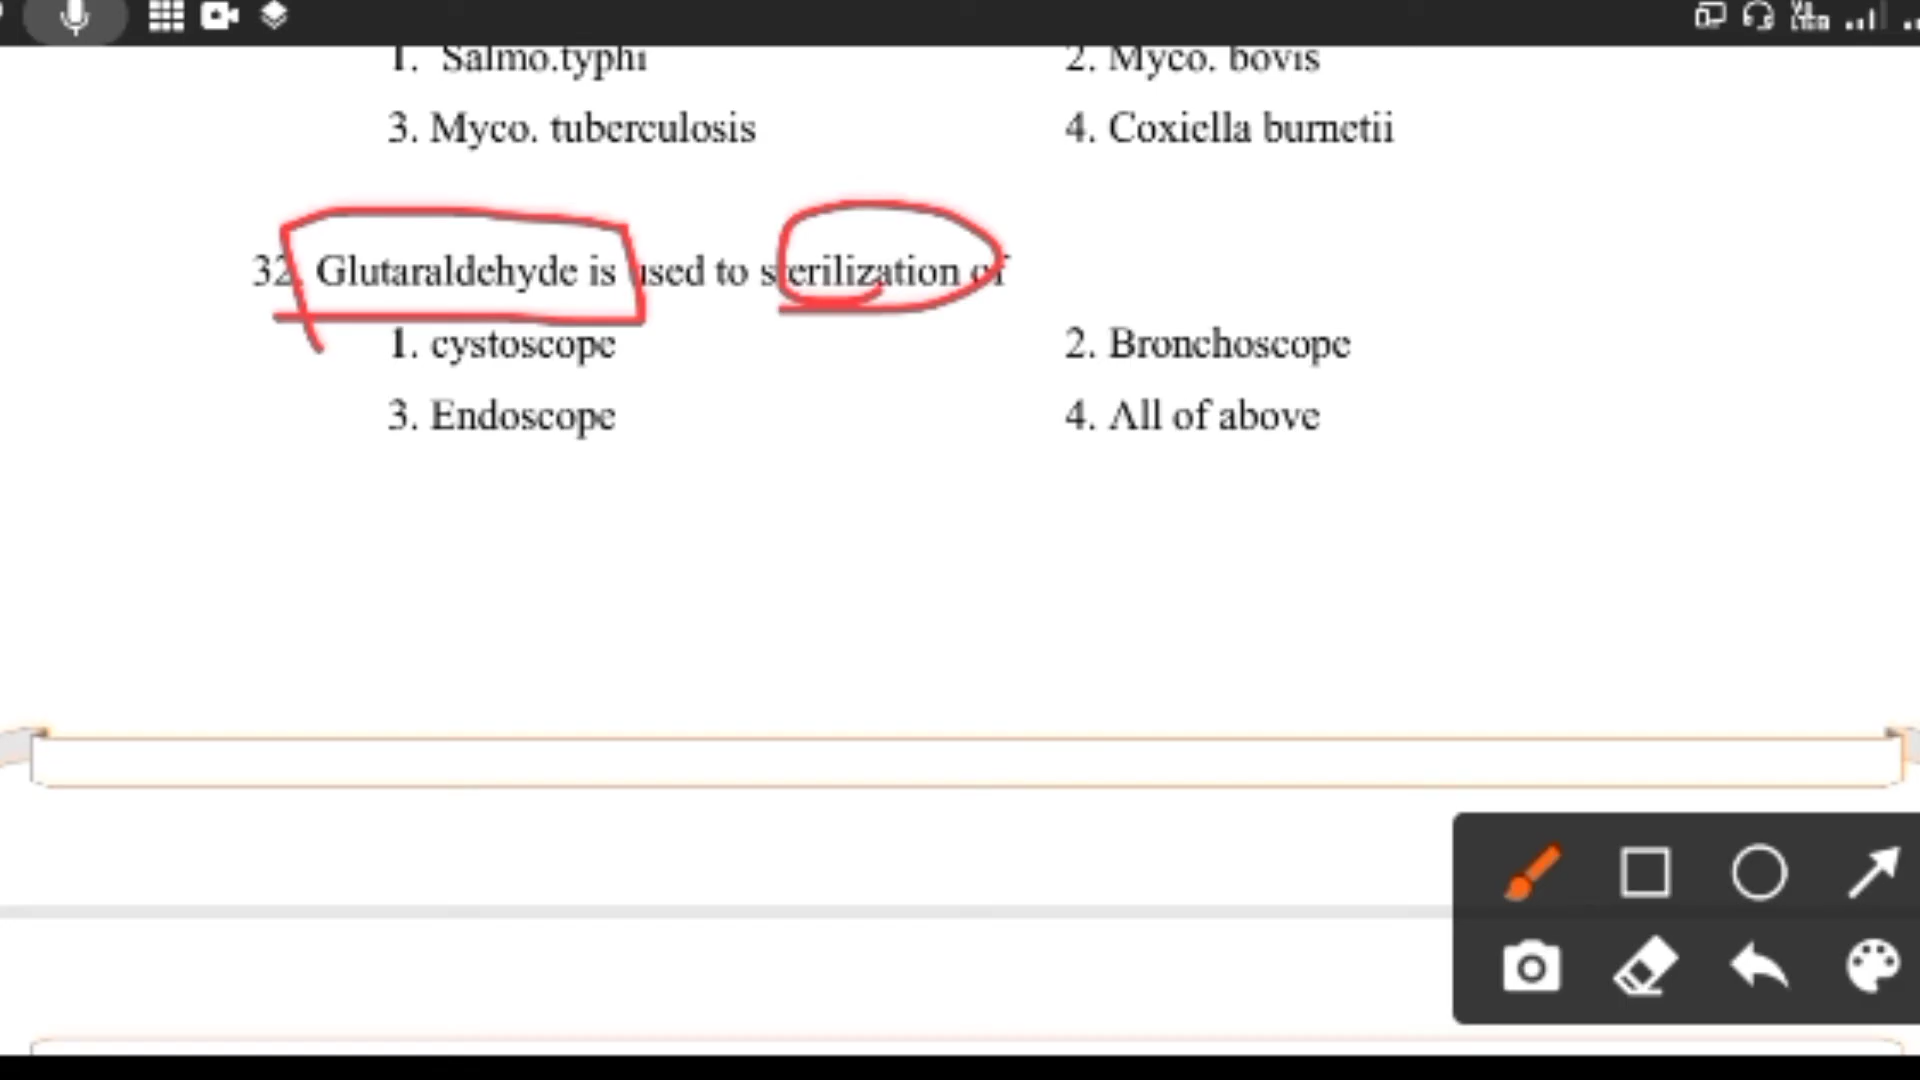 1. Salmo.typhi
2. Myco. bovis
3. Myco. tuberculosis
4. Coxiella burnetii
32. Glutaraldehyde is used to sterilization of
1. cystoscope
2. Bronchoscope
3. Endoscope
4. All of above